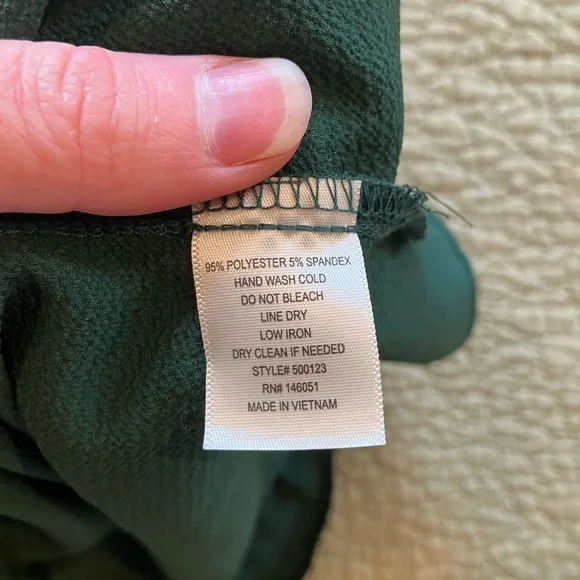 95% POLYESTER 5% SPANDEX
HAND WASH COLD
DO NOT BLEACH
LINE DRY
LOW IRON
DRY CLEAN IF NEEDED
STYLE# 500123
RN# 146051
MADE IN VIETNAM